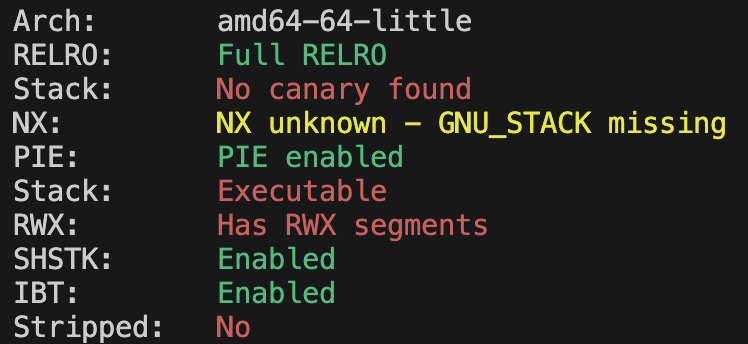 Arch: amd64-64-little
RELRO: Full RELRO
Stack: No canary found
NX: NX unknown - GNU_STACK missing
PIE: PIE enabled
Stack: Executable
RWX: Has RWX segments
SHSTK: Enabled
IBT: Enabled
Stripped: No